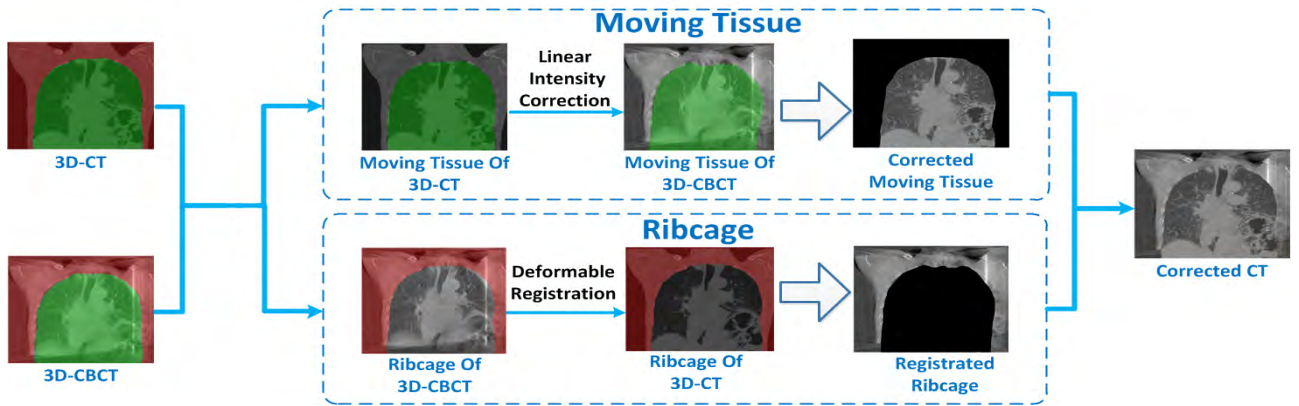 Moving Tissue
Linear
Intensity
Correction
3D-CT
Moving Tissue Of
3D-CT
Moving Tissue Of
3D-CBCT
Corrected
Moving Tissue
Ribcage
Deformable
Registration
3D-CBCT
Ribcage Of
3D-CBCT
Ribcage Of
3D-CT
Registrated
Ribcage
Corrected CT